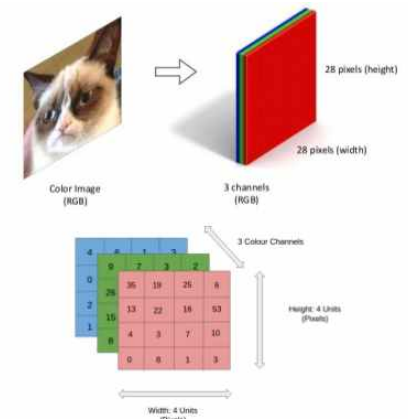 28 pixels (height)
28 pixels (width)
Color Image
(RGB)
3 channels
(RGB)
3 Colour Channels
4 1
9 7 3 2
0
35 19 25 6
26
13 22 16 53
2
15
4 3 7 10
1
8
0 8 1 3
Height: 4 Units
(Pixels)
Width: 4 Units
(Pixels)